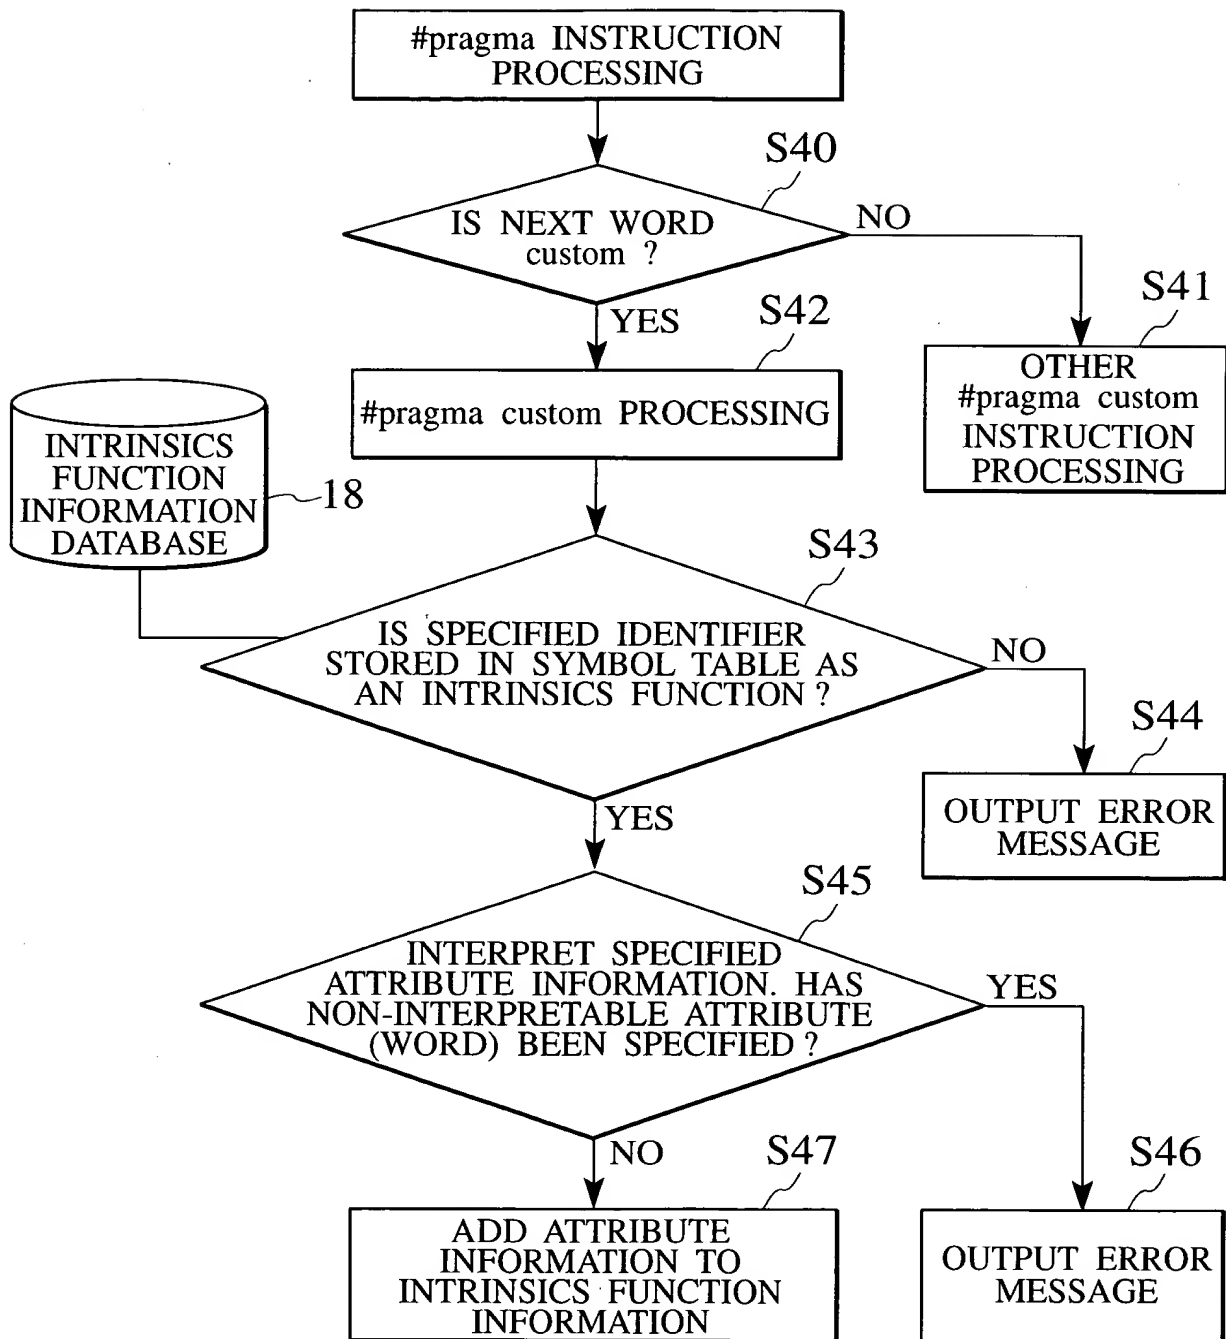 #pragma INSTRUCTION
PROCESSING
S40
IS NEXT WORD
custom ?
NO
YES
S41
OTHER
#pragma custom
INSTRUCTION
PROCESSING
S42
#pragma custom PROCESSING
INTRINSICS
FUNCTION
INFORMATION
DATABASE
18
S43
IS SPECIFIED IDENTIFIER
STORED IN SYMBOL TABLE AS
AN INTRINSICS FUNCTION ?
NO
YES
S44
OUTPUT ERROR
MESSAGE
S45
INTERPRET SPECIFIED
ATTRIBUTE INFORMATION. HAS
NON-INTERPRETABLE ATTRIBUTE
(WORD) BEEN SPECIFIED ?
YES
NO
S46
OUTPUT ERROR
MESSAGE
S47
ADD ATTRIBUTE
INFORMATION TO
INTRINSICS FUNCTION
INFORMATION